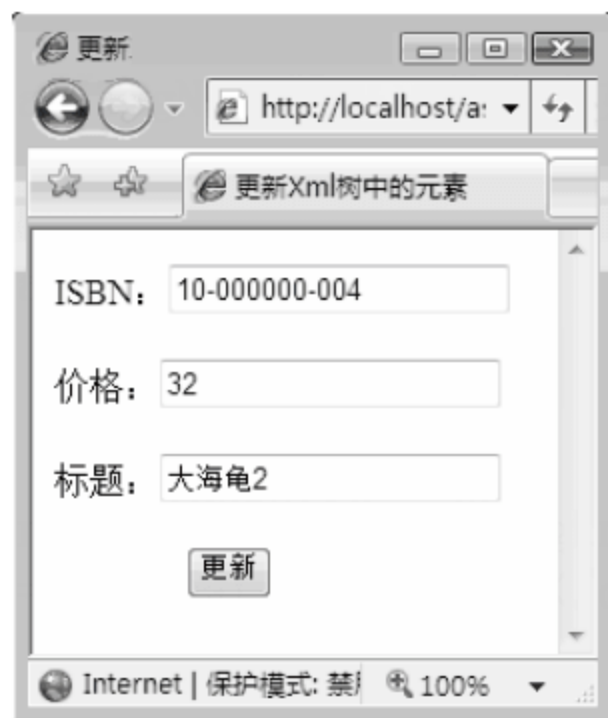 更新
http://localhost/a
更新Xml树中的元素
ISBN：10-000000-004
价格：32
标题：大海龟2
更新
Internet | 保护模式: 禁 100%